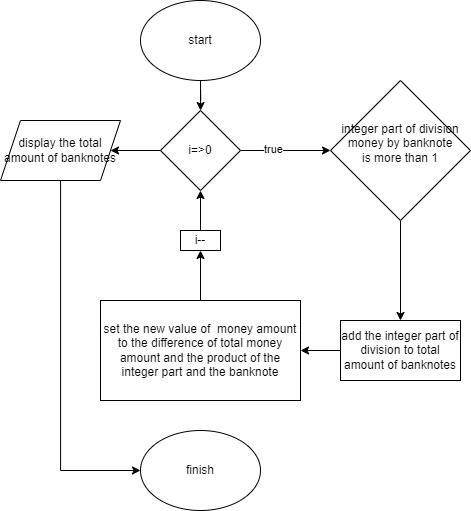 start
i=>0
true
integer part of division
money by banknote
is more than 1
display the total
amount of banknotes
i--
set the new value of money amount
to the difference of total money
amount and the product of the
integer part and the banknote
add the integer part of
division to total
amount of banknotes
finish